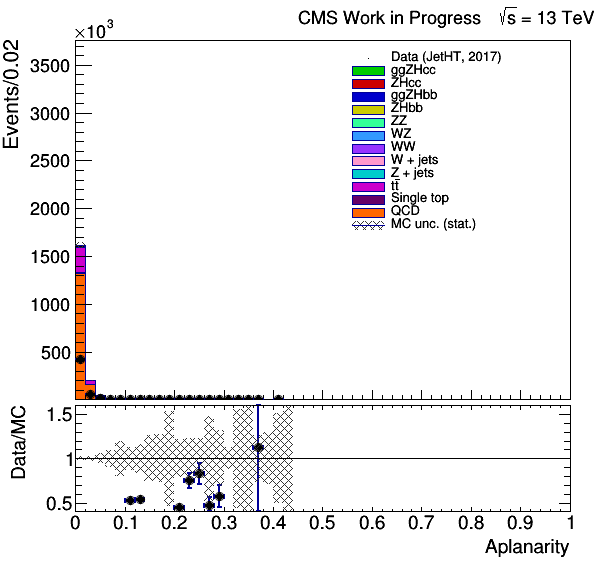 CMS Work in Progress √s = 13 TeV
×10³
Events/0.02
3500
3000
2500
2000
1500
1000
500
Data (JetHT, 2017)
ggZHcc
ZHcc
ggZHbb
ZHbb
ZZ
WZ
WW
W + jets
Z + jets
tt̄
Single top
QCD
MC unc. (stat.)
Data/MC
1.5
1
0.5
0 0.1 0.2 0.3 0.4 0.5 0.6 0.7 0.8 0.9 1
Aplanarity